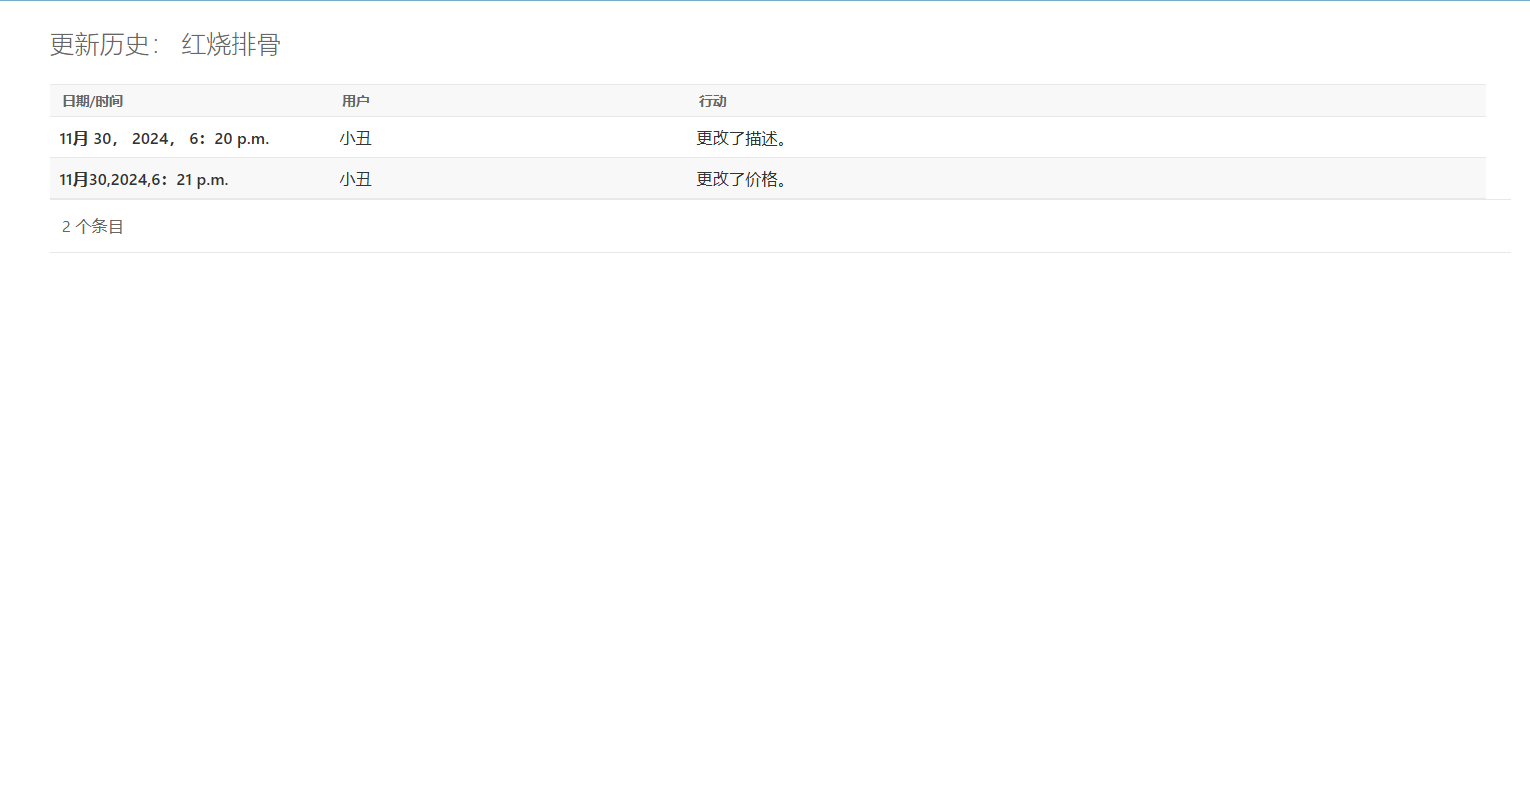 更新历史： 红烧排骨
日期/时间 用户 行动
11月 30， 2024， 6：20 p.m. 小丑 更改了描述。
11月30,2024,6：21 p.m. 小丑 更改了价格。
2 个条目